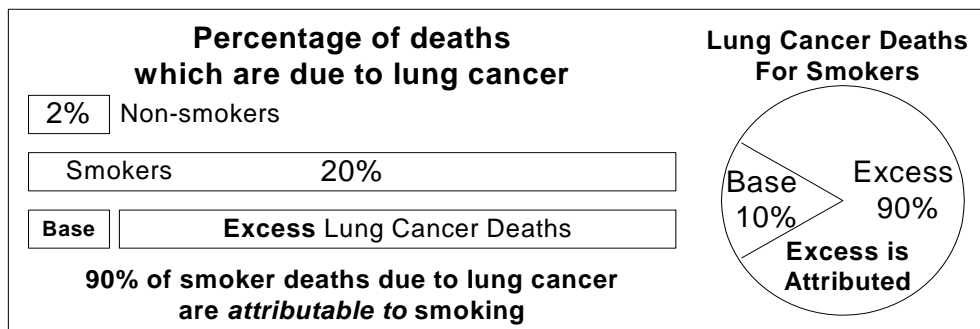 Percentage of deaths
which are due to lung cancer
2% Non-smokers
Smokers 20%
Base Excess Lung Cancer Deaths
90% of smoker deaths due to lung cancer
are attributable to smoking
Lung Cancer Deaths
For Smokers
Base
10%
Excess
90%
Excess is
Attributed